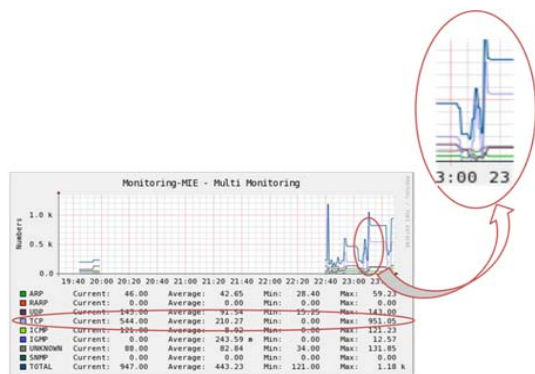 3:00 23
Monitoring-MIE - Multi Monitoring
Numbers
1.0 k
0.5 k
0.0
19:40 20:00 20:20 20:40 21:00 21:20 21:40 22:00 22:20 22:40 23:00 23
ARP Current: 46.00 Average: 42.65 Min: 28.40 Max: 59.23
RARP Current: 0.00 Average: 0.00 Min: 0.00 Max: 0.00
UDP Current: 143.00 Average: 91.54 Min: 15.25 Max: 143.00
TCP Current: 544.00 Average: 210.27 Min: 0.00 Max: 951.05
ICMP Current: 121.00 Average: 8.02 Min: 0.00 Max: 121.23
IGMP Current: 0.00 Average: 243.59 m Min: 0.00 Max: 12.57
UNKNOWN Current: 88.00 Average: 82.84 Min: 34.00 Max: 131.85
SNMP Current: 0.00 Average: 0.00 Min: 0.00 Max: 0.00
TOTAL Current: 947.00 Average: 443.23 Min: 121.00 Max: 1.18 k